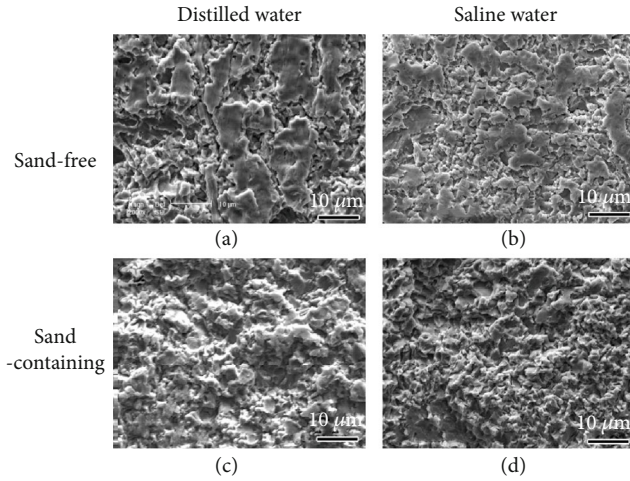 Distilled water
Saline water
Sand-free
10 μm
10 μm
(a)
(b)
Sand
-containing
10 μm
10 μm
(c)
(d)